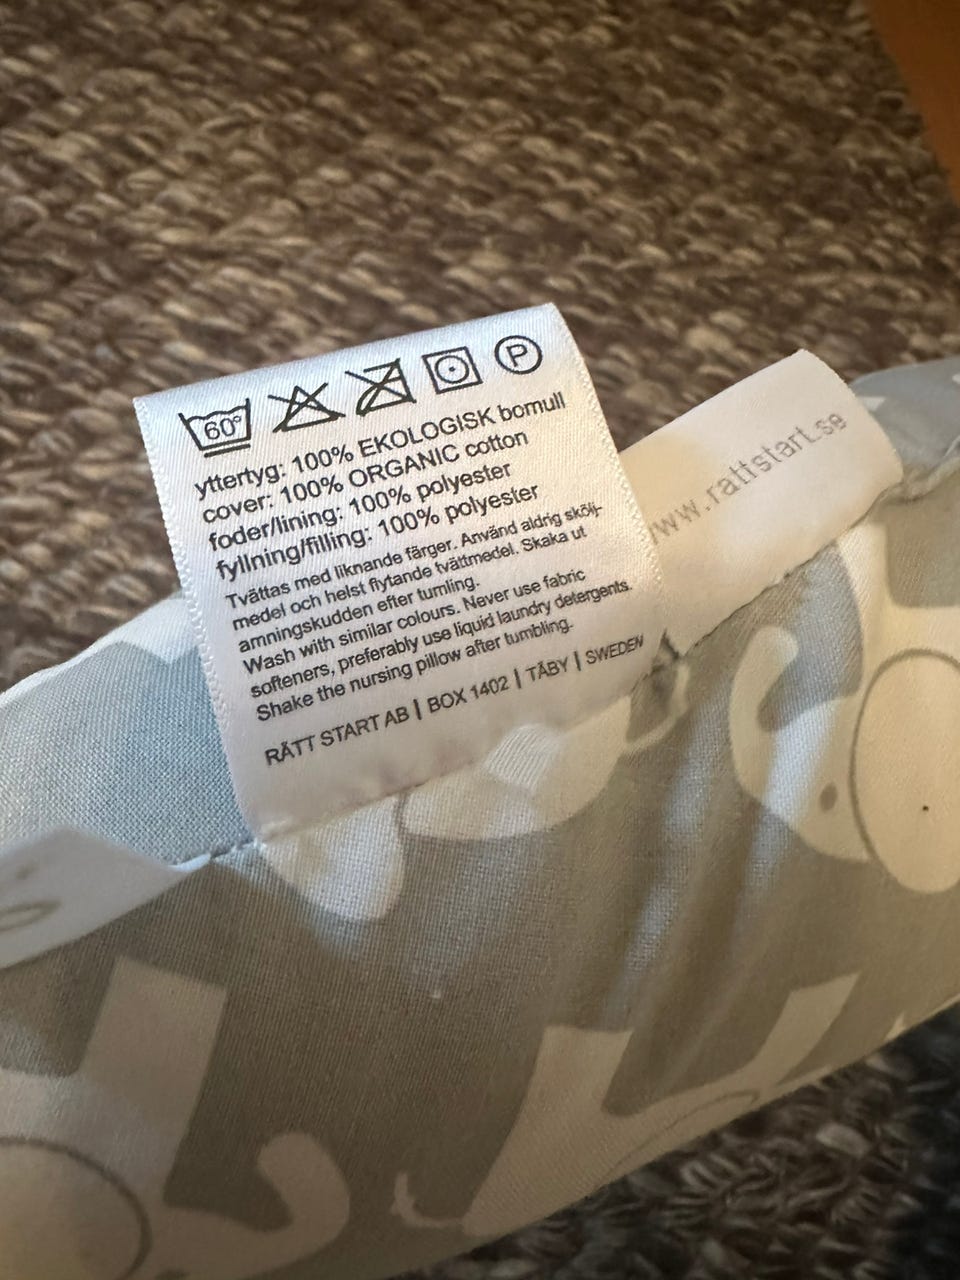 60°
P
yttertyg: 100% EKOLOGISK bomull
cover: 100% ORGANIC cotton
foder/lining: 100% polyester
fyllning/filling: 100% polyester
Tvättas med liknande färger. Använd aldrig skölj-
medel och helst flytande tvättmedel. Skaka ut
amningskudden efter tumling.
Wash with similar colours. Never use fabric
softeners, preferably use liquid laundry detergents.
Shake the nursing pillow after tumbling.
RÄTT START AB | BOX 1402 | TÄBY | SWEDEN
www.rattstart.se